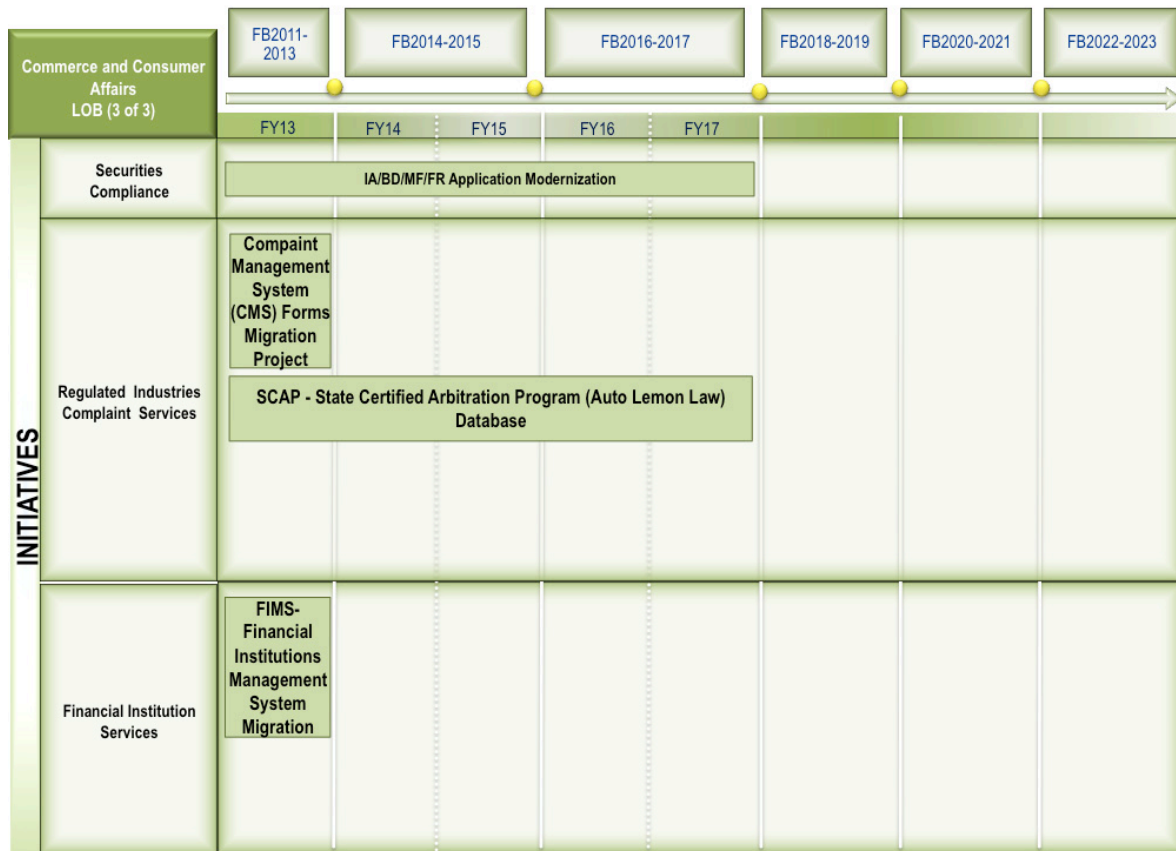 FB2011-
2013
FB2014-2015
FB2016-2017
FB2018-2019
FB2020-2021
FB2022-2023
Commerce and Consumer
Affairs
LOB (3 of 3)
FY13
FY14
FY15
FY16
FY17
INITIATIVES
Securities
Compliance
IA/BD/MF/FR Application Modernization
Regulated Industries
Complaint Services
Compaint
Management
System
(CMS) Forms
Migration
Project
SCAP - State Certified Arbitration Program (Auto Lemon Law)
Database
Financial Institution
Services
FIMS-
Financial
Institutions
Management
System
Migration